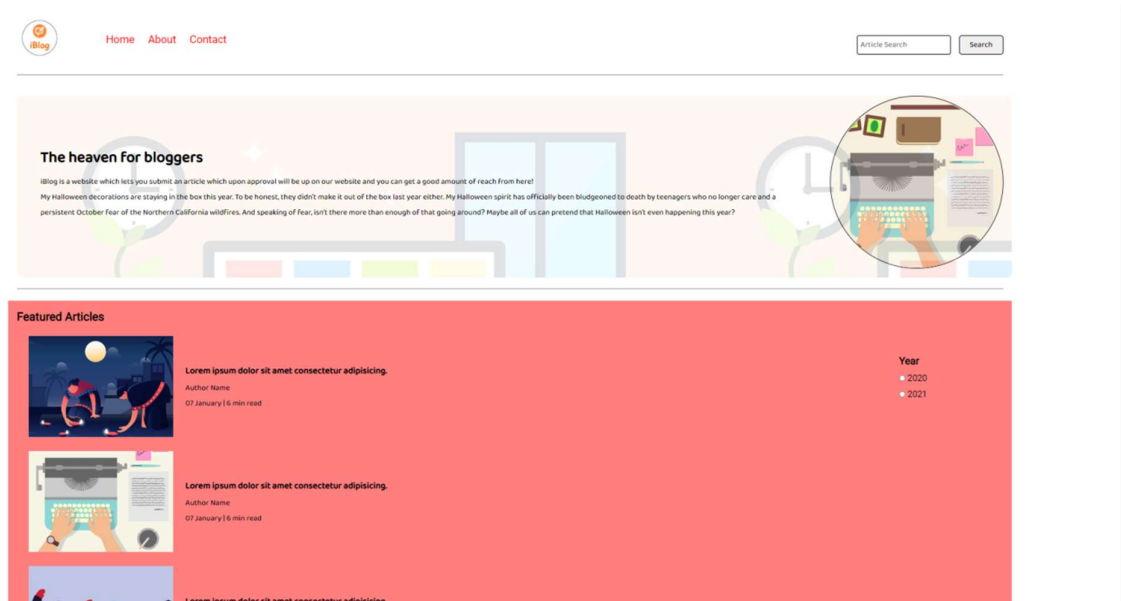 iBlog
Home About Contact
Article Search
Search
The heaven for bloggers
iBlog is a website which lets you submit an article which upon approval will be up on our website and you can get a good amount of reach from here!
My Halloween decorations are staying in the box this year. To be honest, they didn't make it out of the box last year either. My Halloween spirit has officially been bludgeoned to death by teenagers who no longer care and a
persistent October fear of the Northern California wildfires. And speaking of fear, isn't there more than enough of that going around? Maybe all of us can pretend that Halloween isn't even happening this year?
Featured Articles
Lorem ipsum dolor sit amet consectetur adipisicing.
Author Name
07 January | 6 min read
Year
2020
2021
Lorem ipsum dolor sit amet consectetur adipisicing.
Author Name
07 January | 6 min read
Lorem ipsum dolor sit amet consectetur adipisicing.